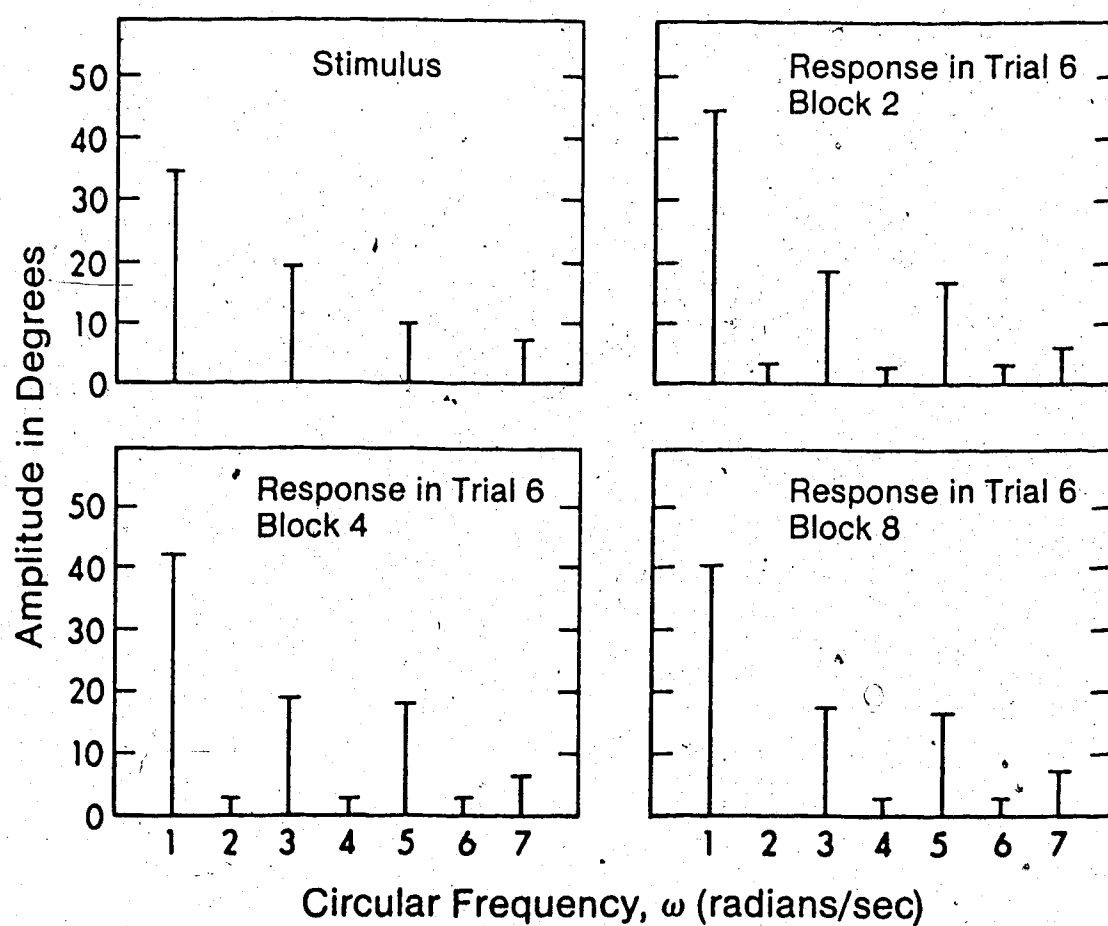 Stimulus
Response in Trial 6
Block 2
50
40
30
20
10
0
Response in Trial 6
Block 4
Response in Trial 6
Block 8
50
40
30
20
10
0
1 2 3 4 5 6 7
1 2 3 4 5 6 7
Amplitude in Degrees
Circular Frequency, ω (radians/sec)